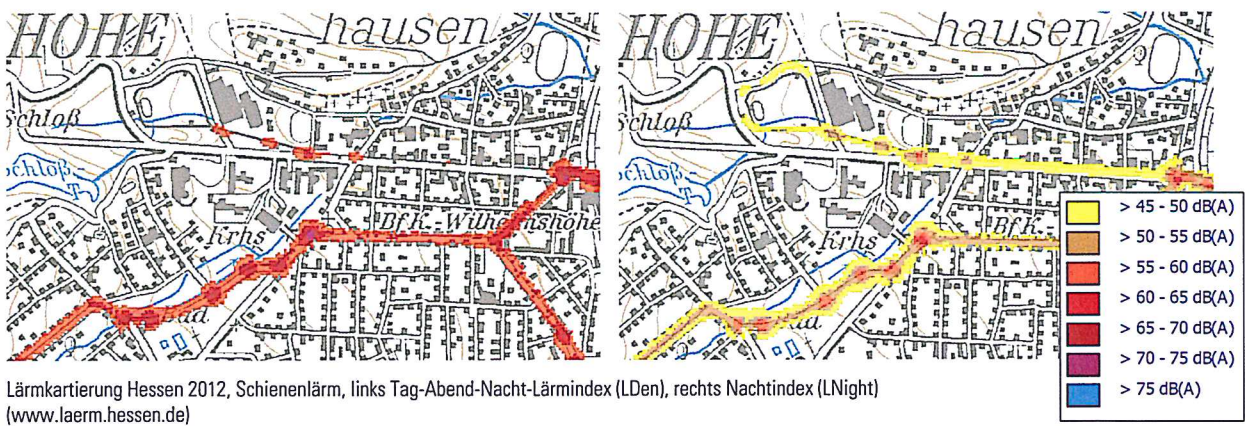 HOHE hausen
Schloß
Schloß
T
Krhs
Bf K.-Wilhelmshöhe
HOHE hausen
Schloß
Schloß
T
Krhs
Bf K.
> 45 - 50 dB(A)
> 50 - 55 dB(A)
> 55 - 60 dB(A)
> 60 - 65 dB(A)
> 65 - 70 dB(A)
> 70 - 75 dB(A)
> 75 dB(A)
Lärmkartierung Hessen 2012, Schienenlärm, links Tag-Abend-Nacht-Lärmindex (LDen), rechts Nachtindex (LNight)
(www.laerm.hessen.de)